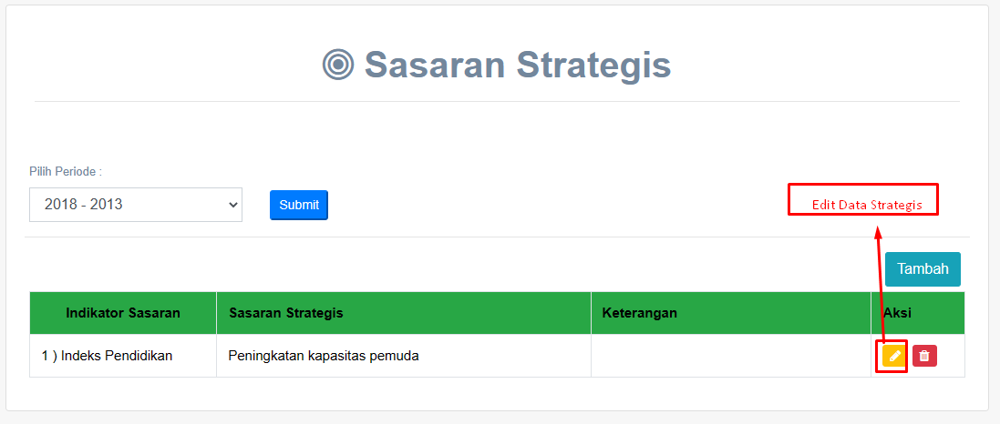 Sasaran Strategis
Pilih Periode :
2018 - 2013
Submit
Edit Data Strategis
Tambah
Indikator Sasaran
Sasaran Strategis
Keterangan
Aksi
1 ) Indeks Pendidikan
Peningkatan kapasitas pemuda